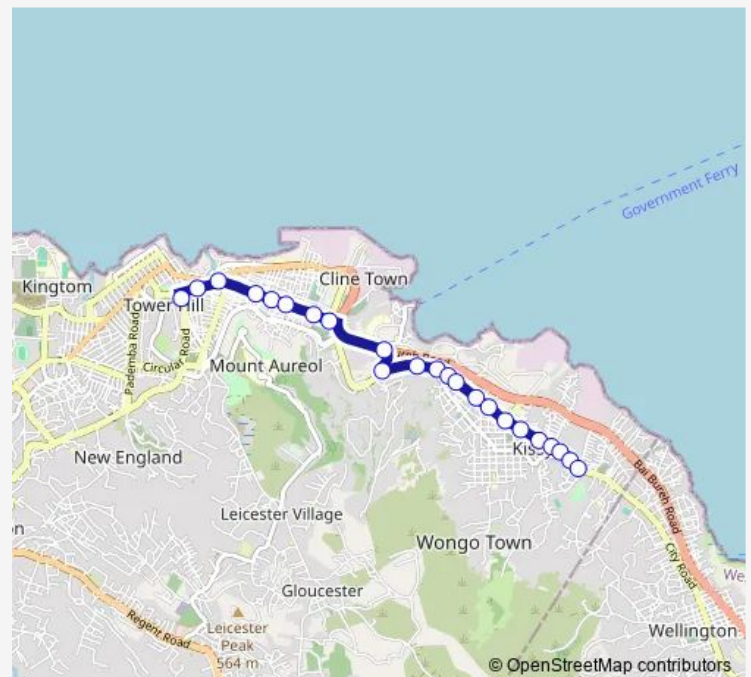 Government Ferry
Kingtom
Cline Town
Tower Hill
Pademba Road
Circular Road
Mount Aureol
New England
Leicester Village
Wongo Town
Bai Bureh Road
City Road
Gloucester
Regent Road
Leicester
Peak
564 m
Wellington
© OpenStreetMap contributors